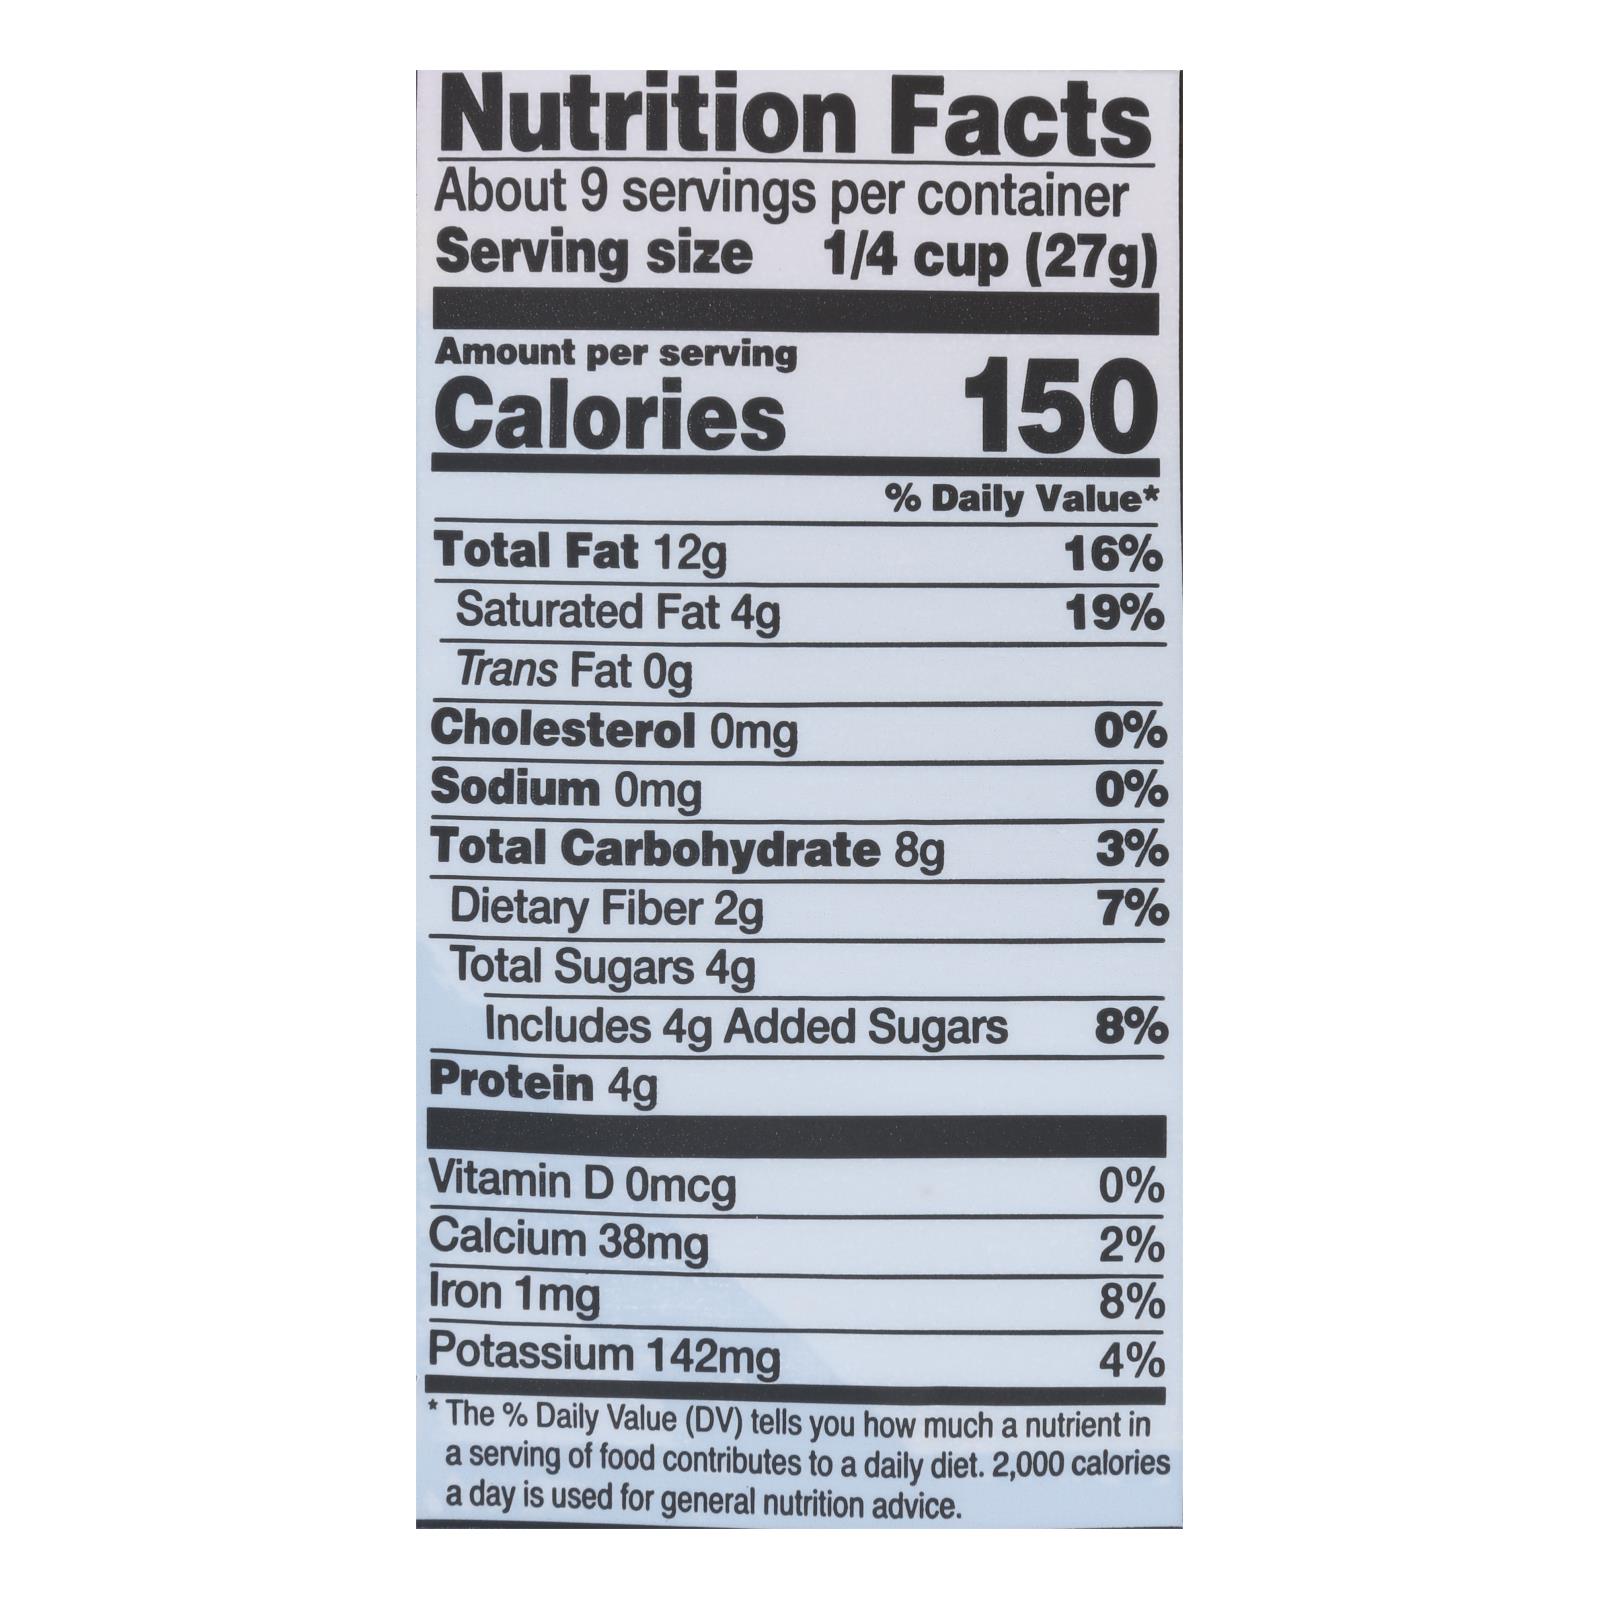 Nutrition Facts
About 9 servings per container
Serving size 1/4 cup (27g)
Amount per serving
Calories 150
% Daily Value*
Total Fat 12g 16%
Saturated Fat 4g 19%
Trans Fat 0g
Cholesterol 0mg 0%
Sodium 0mg 0%
Total Carbohydrate 8g 3%
Dietary Fiber 2g 7%
Total Sugars 4g
Includes 4g Added Sugars 8%
Protein 4g
Vitamin D 0mcg 0%
Calcium 38mg 2%
Iron 1mg 8%
Potassium 142mg 4%
* The % Daily Value (DV) tells you how much a nutrient in
a serving of food contributes to a daily diet. 2,000 calories
a day is used for general nutrition advice.